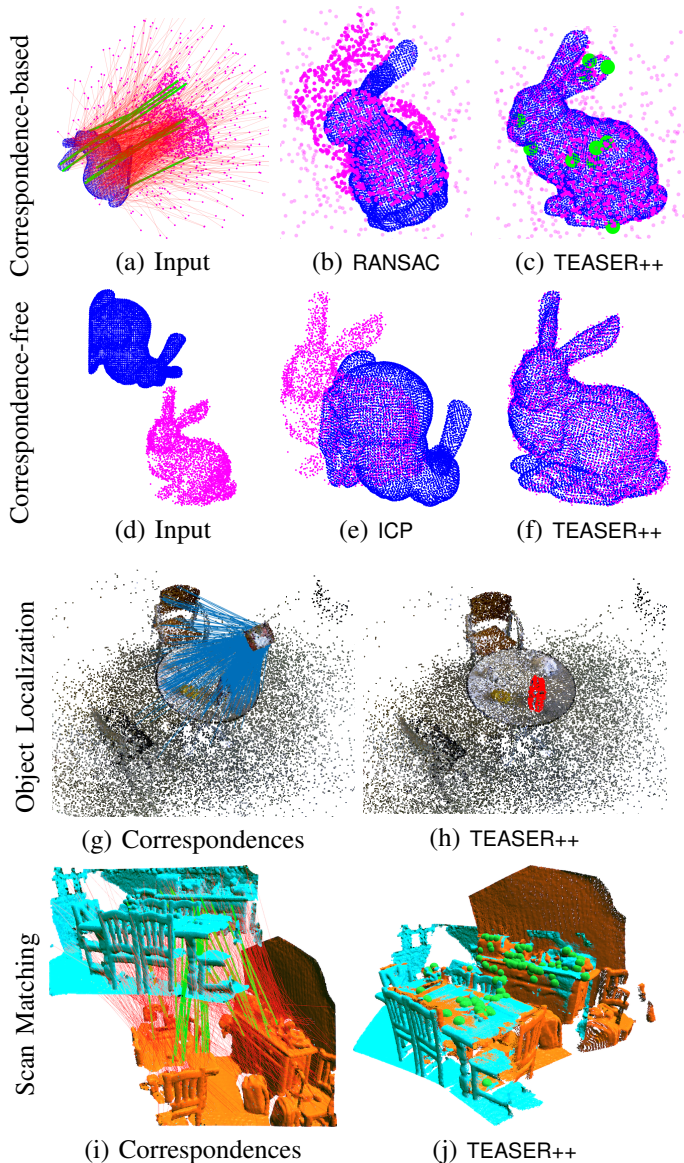 Correspondence-based
(a) Input
(b) RANSAC
(c) TEASER++
Correspondence-free
(d) Input
(e) ICP
(f) TEASER++
Object Localization
(g) Correspondences
(h) TEASER++
Scan Matching
(i) Correspondences
(j) TEASER++